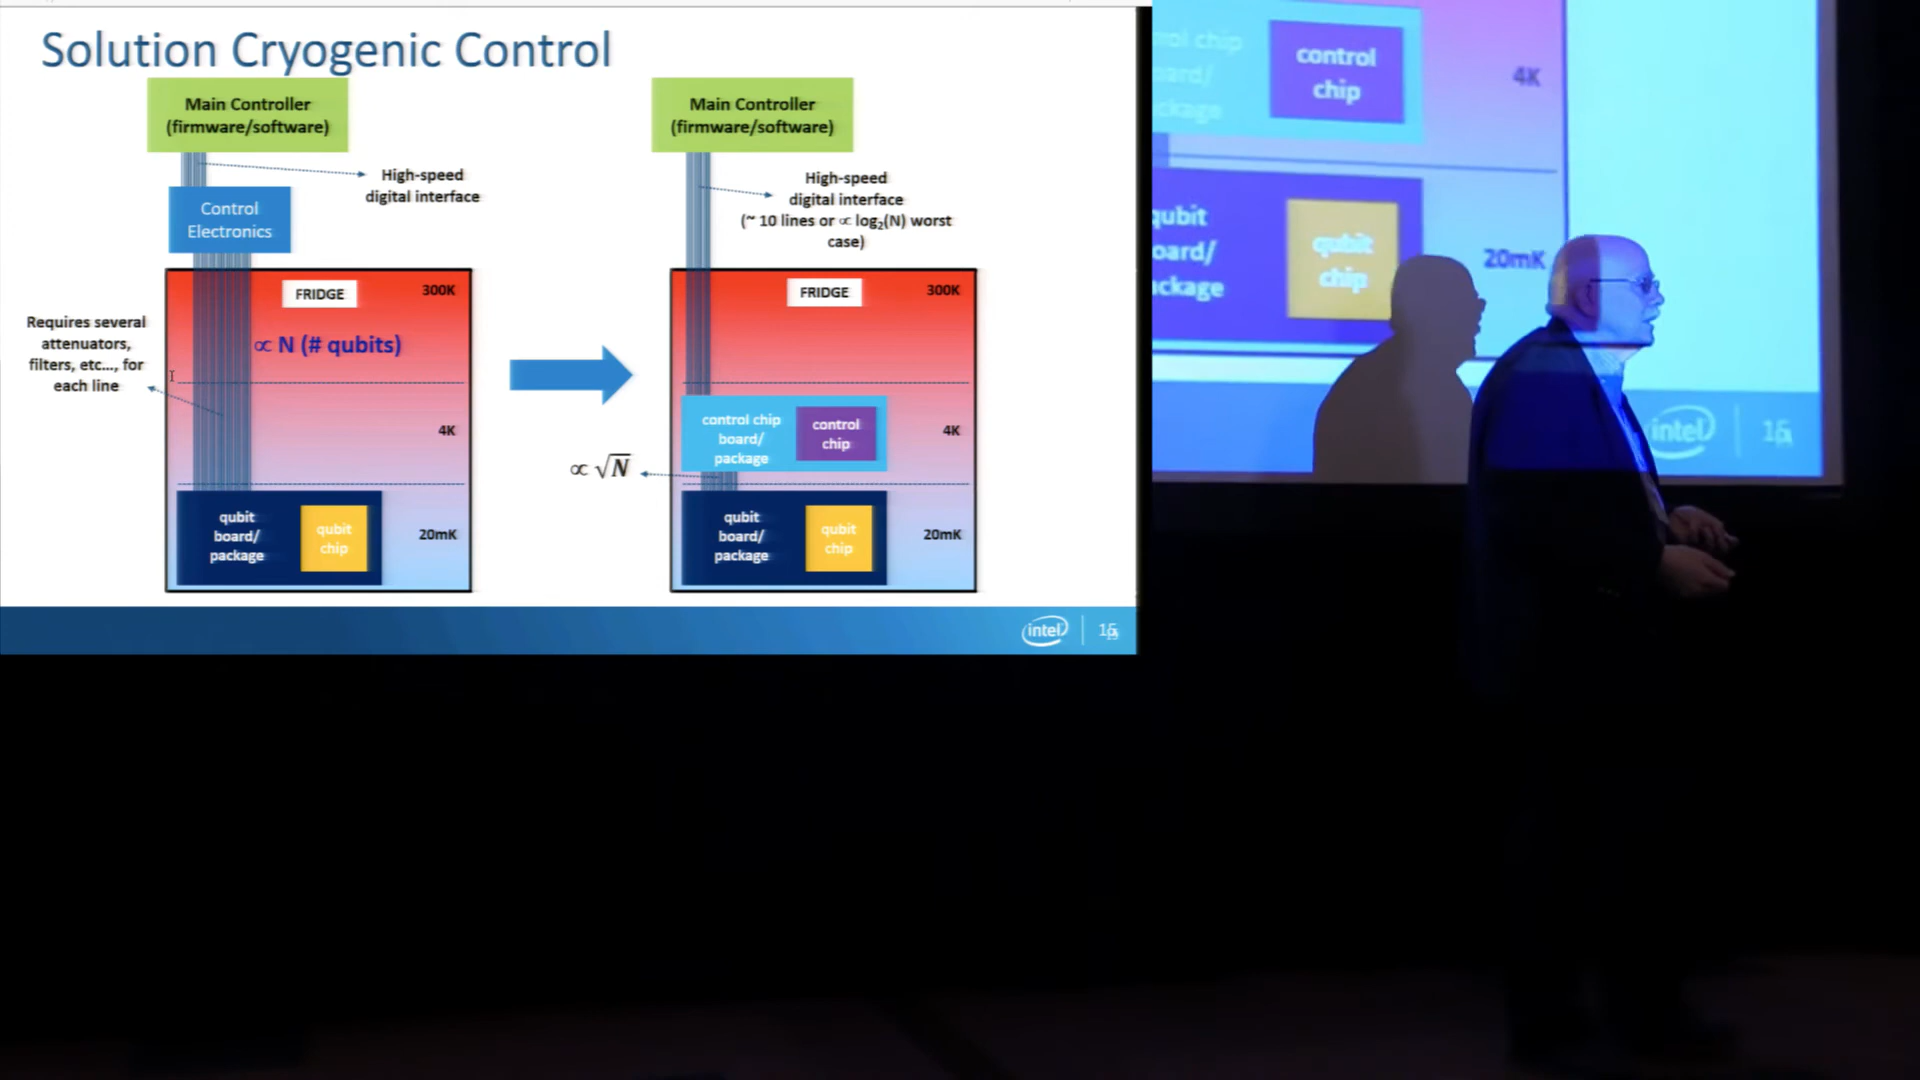 Solution Cryogenic Control
Main Controller
(firmware/software)
High-speed
digital interface
Control
Electronics
FRIDGE
300K
Requires several
attenuators,
filters, etc..., for
each line
∝ N (# qubits)
4K
qubit
board/
package
qubit
chip
20mK
Main Controller
(firmware/software)
High-speed
digital interface
(~ 10 lines or ∝ log₂(N) worst
case)
FRIDGE
300K
control chip
board/
package
control
chip
4K
∝ √N
qubit
board/
package
qubit
chip
20mK
intel
control
chip
4K
qubit
chip
20mK
intel